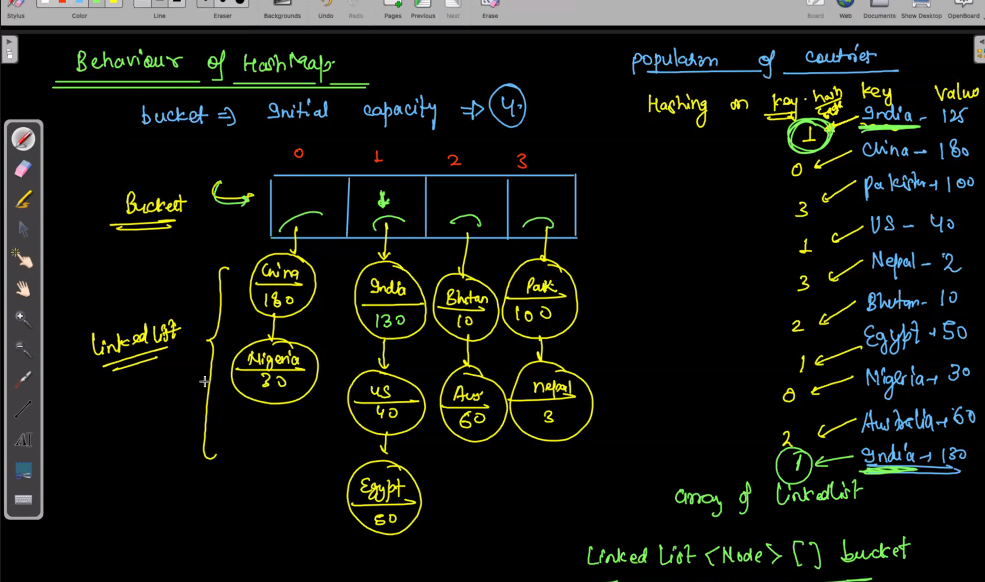 Stylus
Color
Line
Eraser
Backgrounds
Undo
Redo
Pages
Previous
Next
Erase
Board
Web
Documents
Show Desktop
OpenBoard
Behaviour of HashMap
bucket => Initial capacity => 4
population of countries
Hashing on key. hash code
key Value
1 India - 125
0 China - 180
3 Pakistan - 100
1 US - 40
3 Nepal - 2
2 Bhutan - 10
1 Egypt - 50
0 Nigeria - 30
2 Australia - 60
1 India - 130
0 1 2 3
Bucket
China 180
India 130
Bhutan 10
Pak 100
Linked List
Nigeria 30
US 40
Aus 60
Nepal 3
Egypt 50
array of LinkedList
Linked List <Node> [] bucket